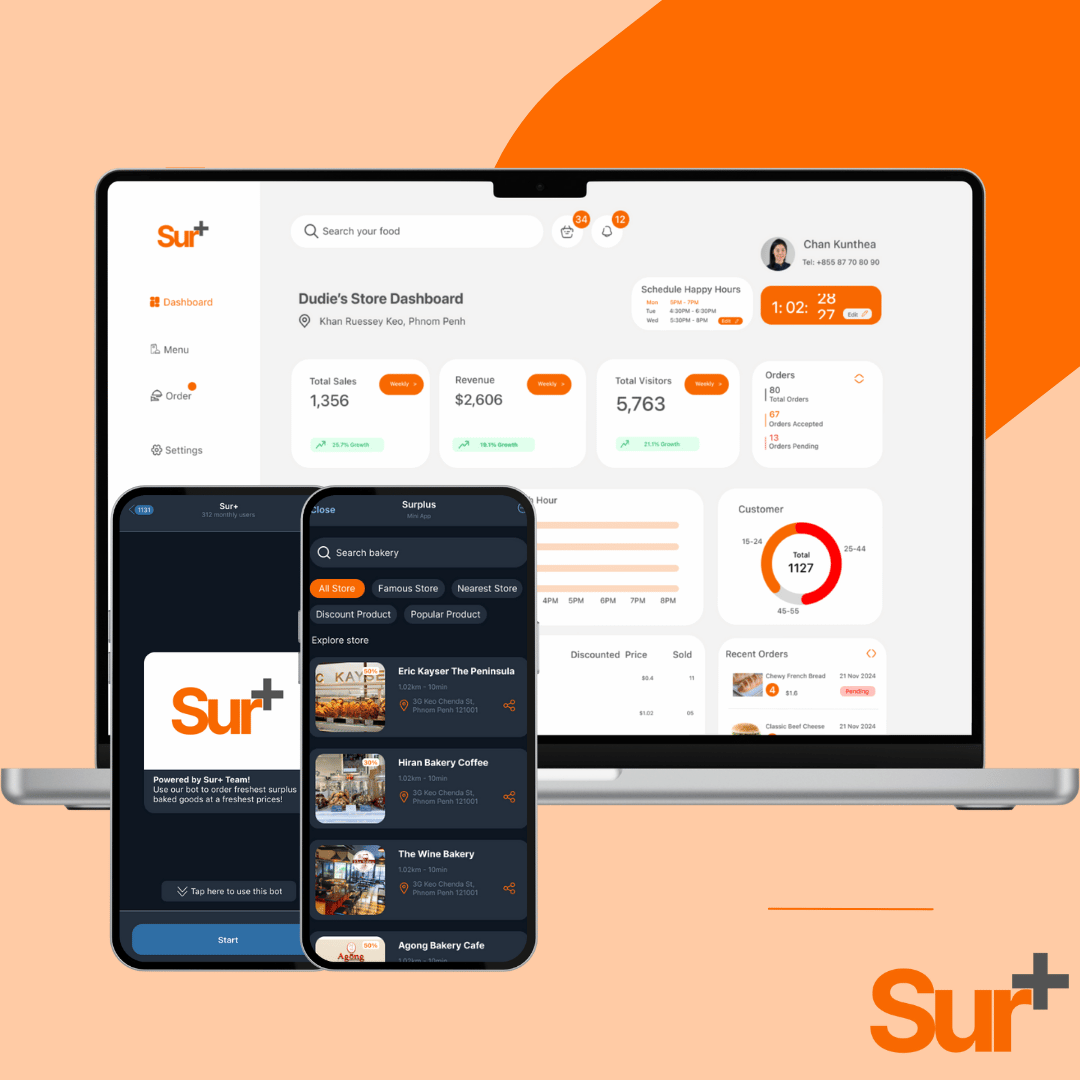 Sur+
Dashboard
Menu
Order
Settings
Search your food
34
12
Chan Kunthea
Tel: +855 87 70 80 90
Dudie's Store Dashboard
Khan Ruessey Keo, Phnom Penh
Schedule Happy Hours
Mon 5PM - 7PM
Tue 4:30PM - 6:30PM
Wed 5:30PM - 8PM
Edit
1: 02: 28
27
Edit
Total Sales
Weekly >
1,356
25.7% Growth
Revenue
Weekly >
$2,606
18.1% Growth
Total Visitors
Weekly >
5,763
21.1% Growth
Orders
80
Total Orders
67
Orders Accepted
13
Orders Pending
Hour
4PM 5PM 6PM 7PM 8PM
Customer
15-24
25-44
45-55
Total
1127
Discounted Price Sold
$0.4 11
$1.02 05
Recent Orders
Chewy French Bread 21 Nov 2024
4 $1.6 Pending
Classic Beef Cheese 21 Nov 2024
1131
Sur+
312 monthly users
Sur+
Powered by Sur+ Team!
Use our bot to order freshest surplus
baked goods at a freshest prices!
Tap here to use this bot
Start
Close
Surplus
Mini App
Search bakery
All Store Famous Store Nearest Store
Discount Product Popular Product
Explore store
C KAYSE
50%
Eric Kayser The Peninsula
1.02km - 10min
3G Keo Chenda St,
Phnom Penh 121001
30%
Hiran Bakery Coffee
1.02km - 10min
3G Keo Chenda St,
Phnom Penh 121001
The Wine Bakery
1.02km - 10min
3G Keo Chenda St,
Phnom Penh 121001
50%
Agong
Agong Bakery Cafe
1.02km - 10min
Sur+